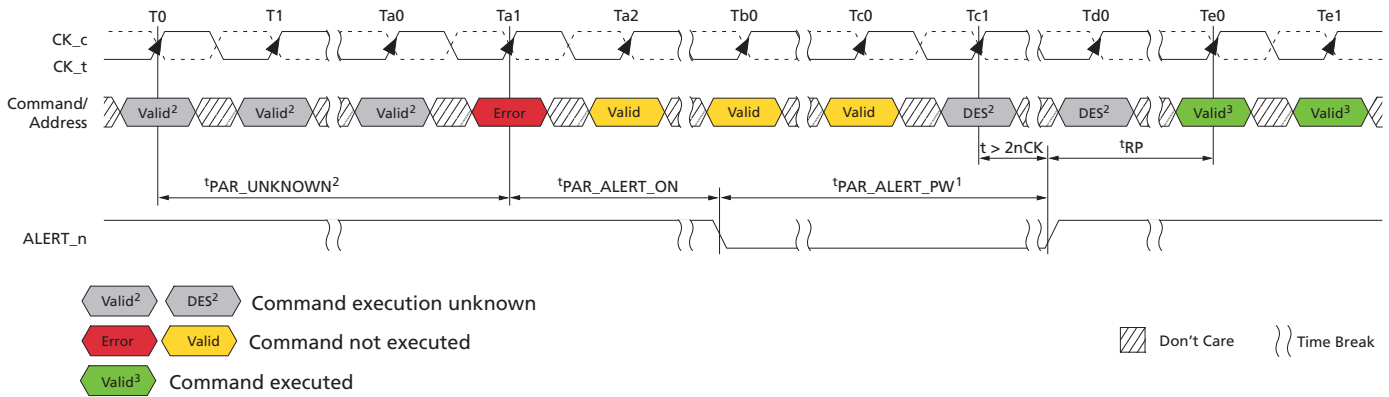 T0 T1 Ta0 Ta1 Ta2 Tb0 Tc0 Tc1 Td0 Te0 Te1
CK_c
CK_t
Command/
Address
Valid² Valid² Valid² Error Valid Valid Valid DES² DES² Valid³ Valid³
t > 2nCK tRP
tPAR_UNKNOWN² tPAR_ALERT_ON tPAR_ALERT_PW¹
ALERT_n
Valid² DES² Command execution unknown
Error Valid Command not executed
Don't Care Time Break
Valid³ Command executed